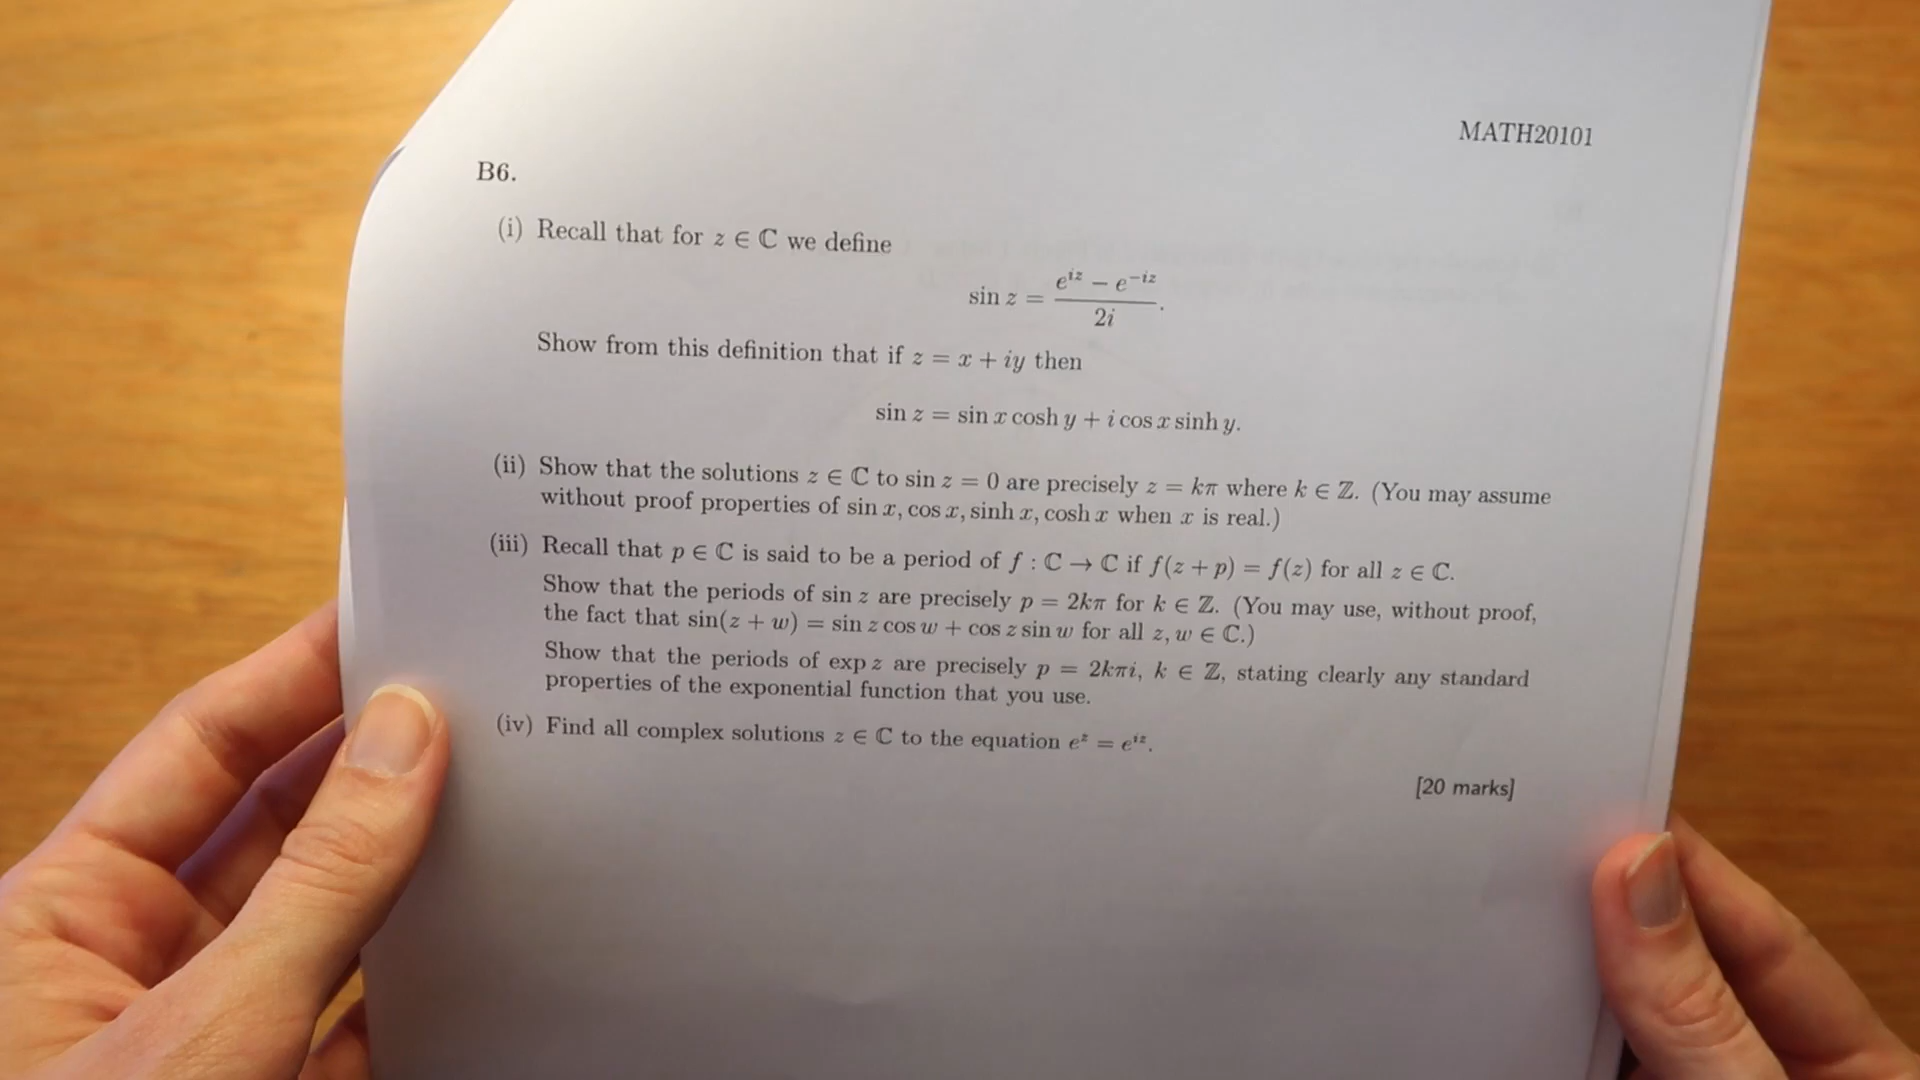 MATH20101
B6.
(i) Recall that for z ∈ ℂ we define
sin z = (e^{iz} − e^{−iz}) / 2i.
Show from this definition that if z = x + iy then
sin z = sin x cosh y + i cos x sinh y.
(ii) Show that the solutions z ∈ ℂ to sin z = 0 are precisely z = kπ where k ∈ ℤ. (You may assume
without proof properties of sin x, cos x, sinh x, cosh x when x is real.)
(iii) Recall that p ∈ ℂ is said to be a period of f : ℂ → ℂ if f(z + p) = f(z) for all z ∈ ℂ.
Show that the periods of sin z are precisely p = 2kπ for k ∈ ℤ. (You may use, without proof,
the fact that sin(z + w) = sin z cos w + cos z sin w for all z, w ∈ ℂ.)
Show that the periods of exp z are precisely p = 2kπi, k ∈ ℤ, stating clearly any standard
properties of the exponential function that you use.
(iv) Find all complex solutions z ∈ ℂ to the equation e^z = e^{iz}.
[20 marks]